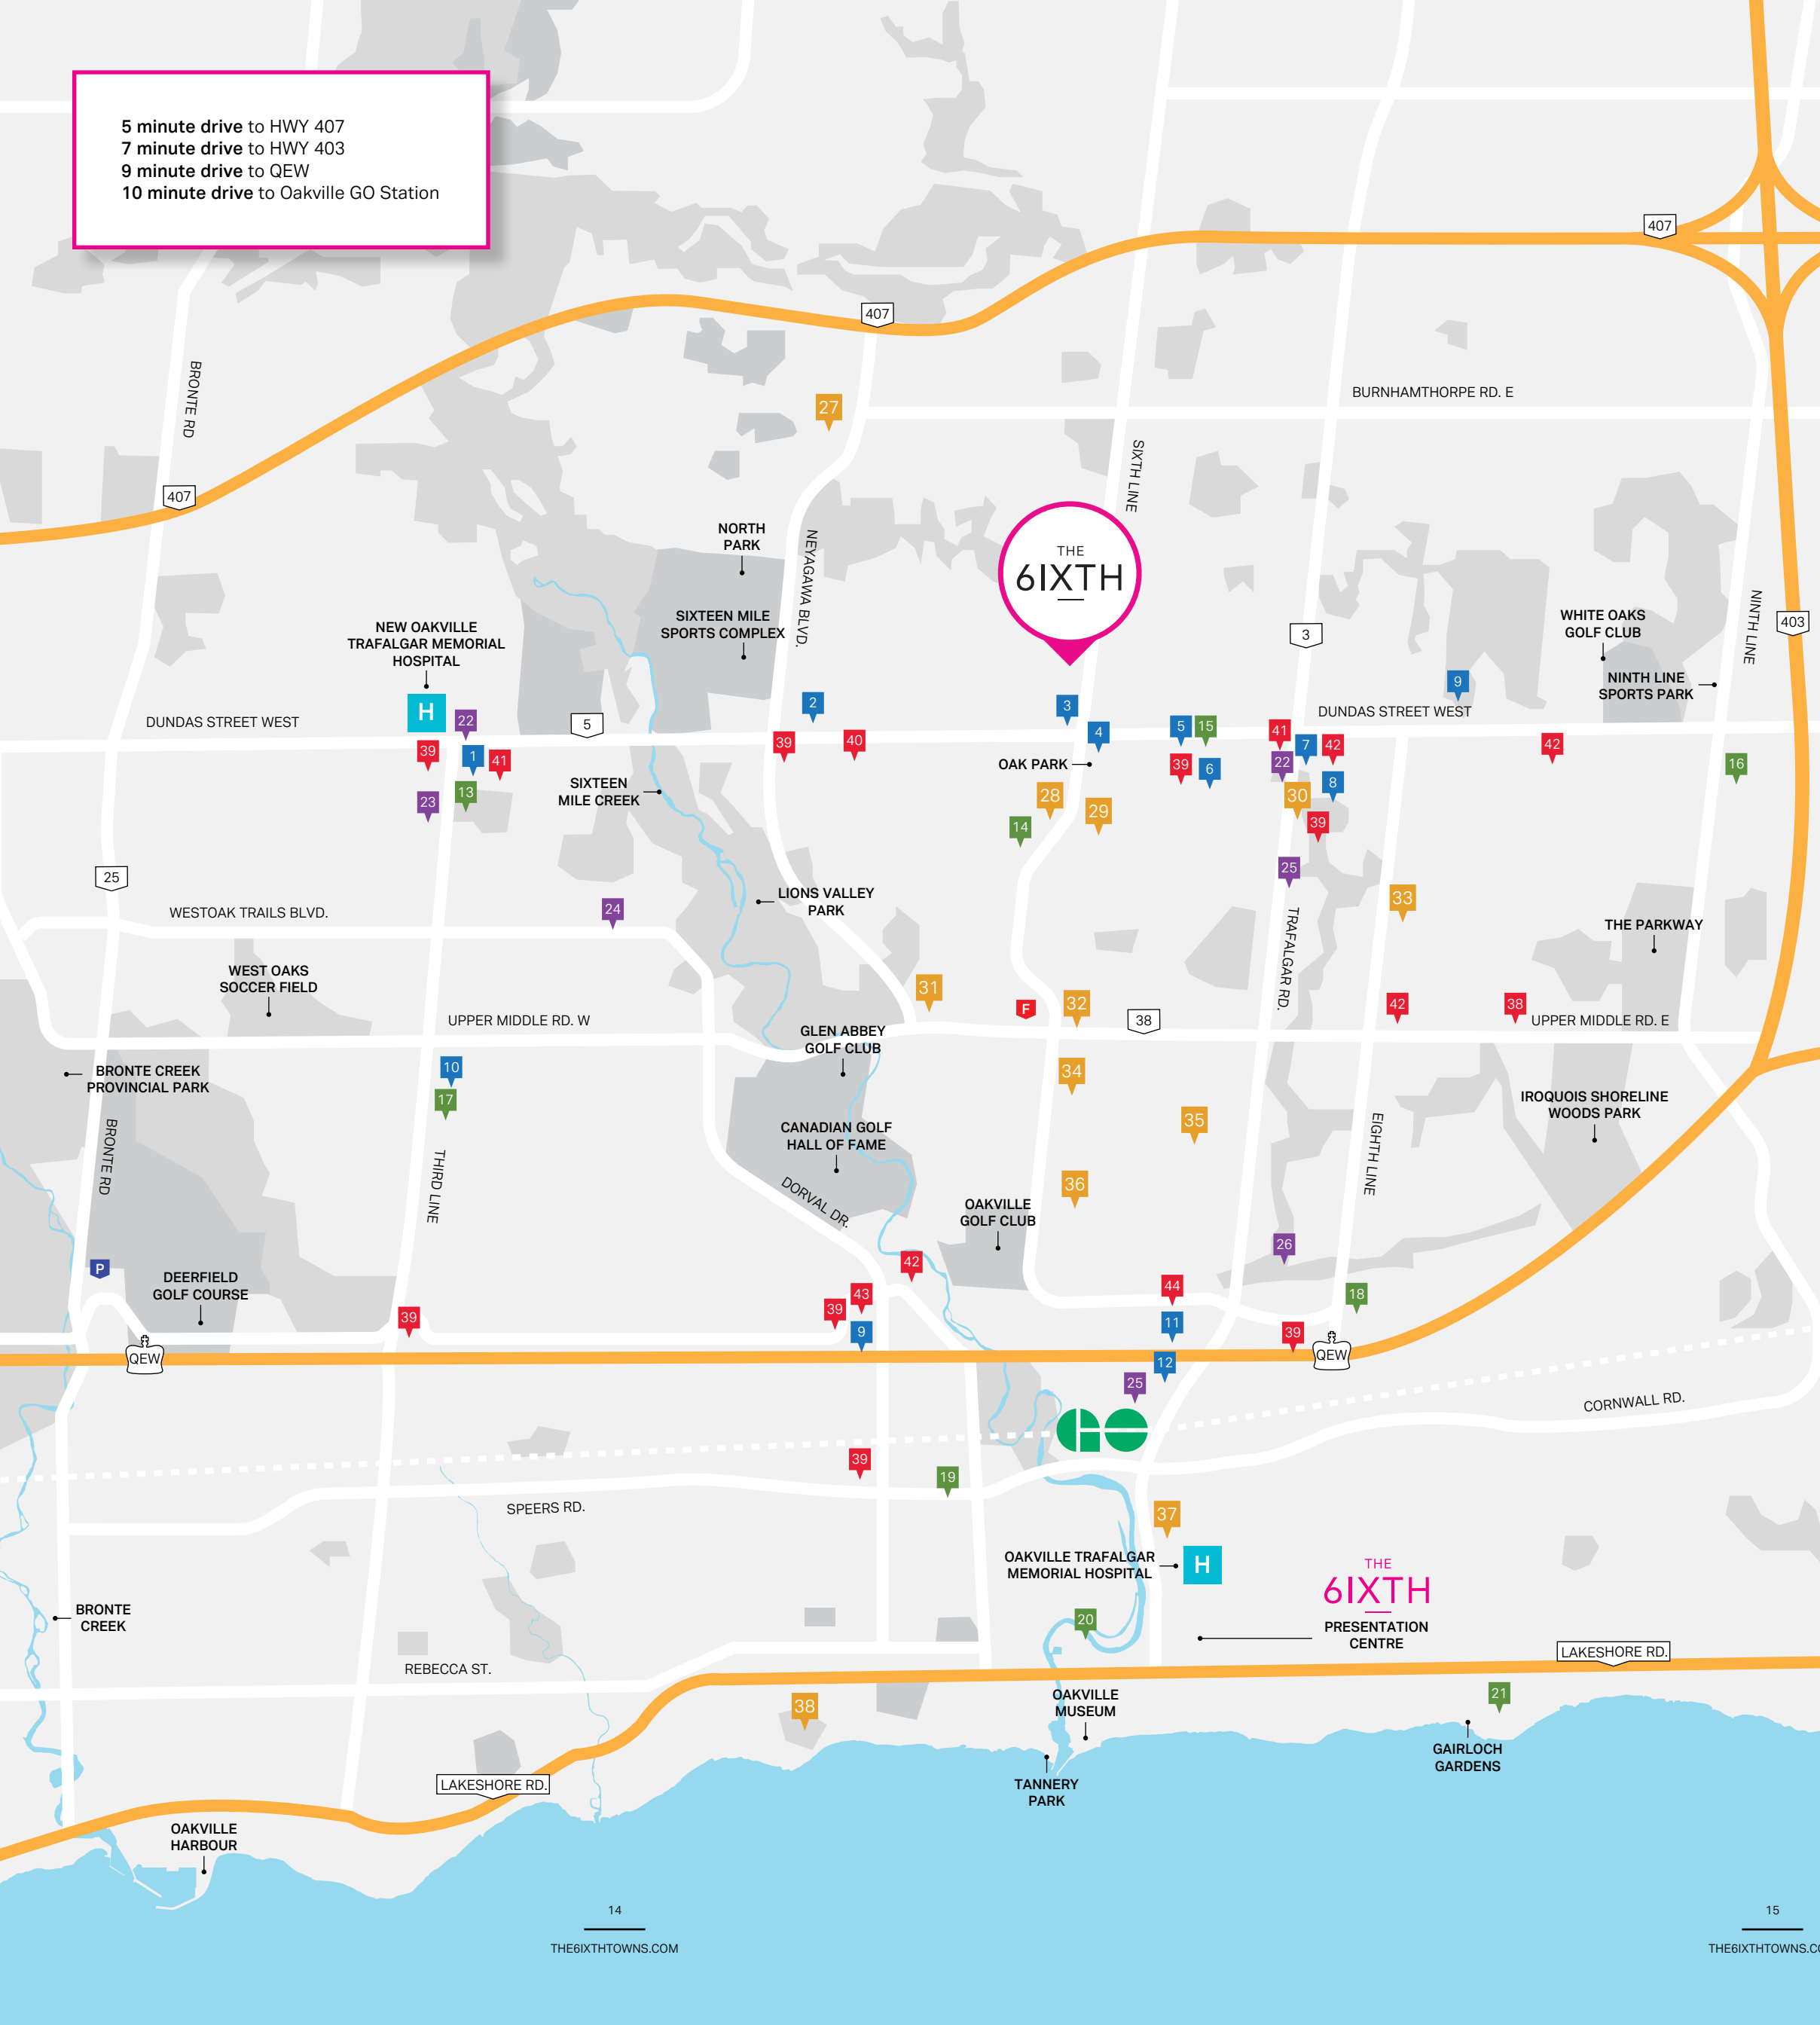 5 minute drive to HWY 407
7 minute drive to HWY 403
9 minute drive to QEW
10 minute drive to Oakville GO Station
407
407
BURNHAMTHORPE RD. E
BRONTE RD
27
SIXTH LINE
407
NORTH
PARK
NEYAGAWA BLVD.
THE
6IXTH
NINTH LINE
403
SIXTEEN MILE
SPORTS COMPLEX
NEW OAKVILLE
TRAFALGAR MEMORIAL
HOSPITAL
3
WHITE OAKS
GOLF CLUB
NINTH LINE
SPORTS PARK
9
H
22
DUNDAS STREET WEST
5
2
3
4
5
15
41
DUNDAS STREET WEST
39
1
41
39
40
OAK PARK
39
6
22
7
42
42
16
23
13
SIXTEEN
MILE CREEK
28
29
14
30
8
39
25
25
LIONS VALLEY
PARK
33
WESTOAK TRAILS BLVD.
24
TRAFALGAR RD.
THE PARKWAY
WEST OAKS
SOCCER FIELD
31
F
32
42
38
UPPER MIDDLE RD. W
38
UPPER MIDDLE RD. E
GLEN ABBEY
GOLF CLUB
BRONTE CREEK
PROVINCIAL PARK
10
34
17
IROQUOIS SHORELINE
WOODS PARK
35
BRONTE RD
THIRD LINE
CANADIAN GOLF
HALL OF FAME
EIGHTH LINE
DORVAL DR.
36
OAKVILLE
GOLF CLUB
26
P
DEERFIELD
GOLF COURSE
42
43
44
18
39
39
9
11
39
QEW
QEW
12
25
CORNWALL RD.
GO
39
19
SPEERS RD.
37
OAKVILLE TRAFALGAR
MEMORIAL HOSPITAL
H
THE
6IXTH
PRESENTATION
CENTRE
BRONTE
CREEK
20
LAKESHORE RD.
REBECCA ST.
38
OAKVILLE
MUSEUM
21
GAIRLOCH
GARDENS
LAKESHORE RD.
TANNERY
PARK
OAKVILLE
HARBOUR
14
THE6IXTHTOWNS.COM
15
THE6IXTHTOWNS.CO